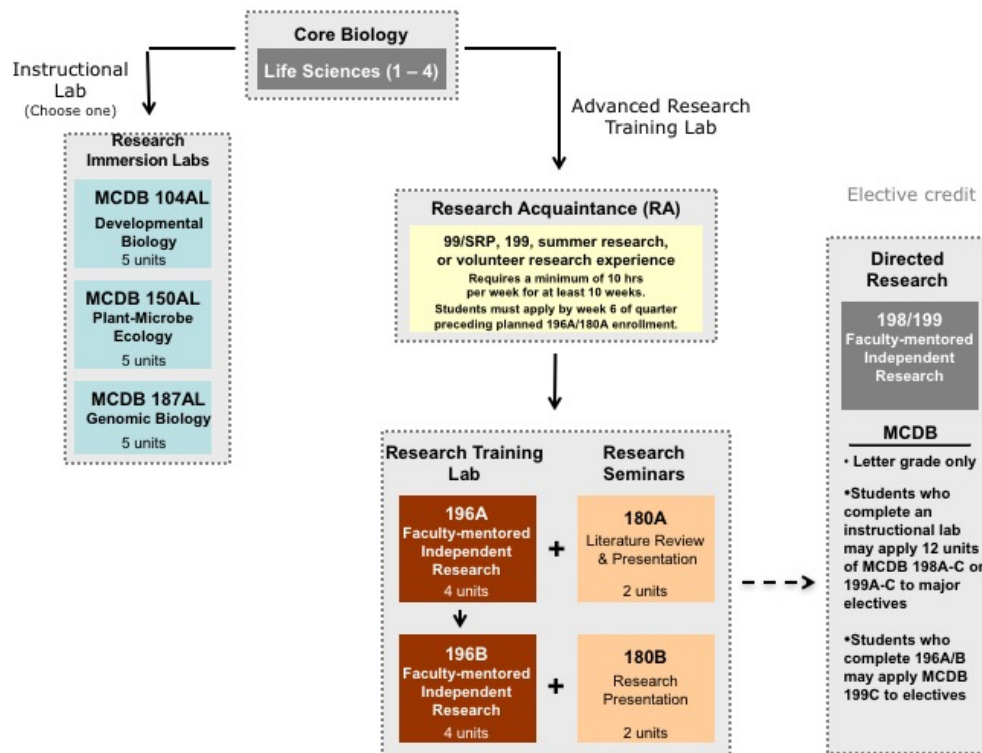 Core Biology
Life Sciences (1 – 4)
Instructional
Lab
(Choose one)
Advanced Research
Training Lab
Research
Immersion Labs
MCDB 104AL
Developmental
Biology
5 units
MCDB 150AL
Plant-Microbe
Ecology
5 units
MCDB 187AL
Genomic Biology
5 units
Research Acquaintance (RA)
99/SRP, 199, summer research,
or volunteer research experience
Requires a minimum of 10 hrs
per week for at least 10 weeks.
Students must apply by week 6 of quarter
preceding planned 196A/180A enrollment.
Research Training
Lab
196A
Faculty-mentored
Independent
Research
4 units
+
Research
Seminars
180A
Literature Review
& Presentation
2 units
196B
Faculty-mentored
Independent
Research
4 units
+
180B
Research
Presentation
2 units
Elective credit
Directed
Research
198/199
Faculty-mentored
Independent
Research
MCDB
• Letter grade only
•Students who
complete an
instructional lab
may apply 12 units
of MCDB 198A-C or
199A-C to major
electives
•Students who
complete 196A/B
may apply MCDB
199C to electives